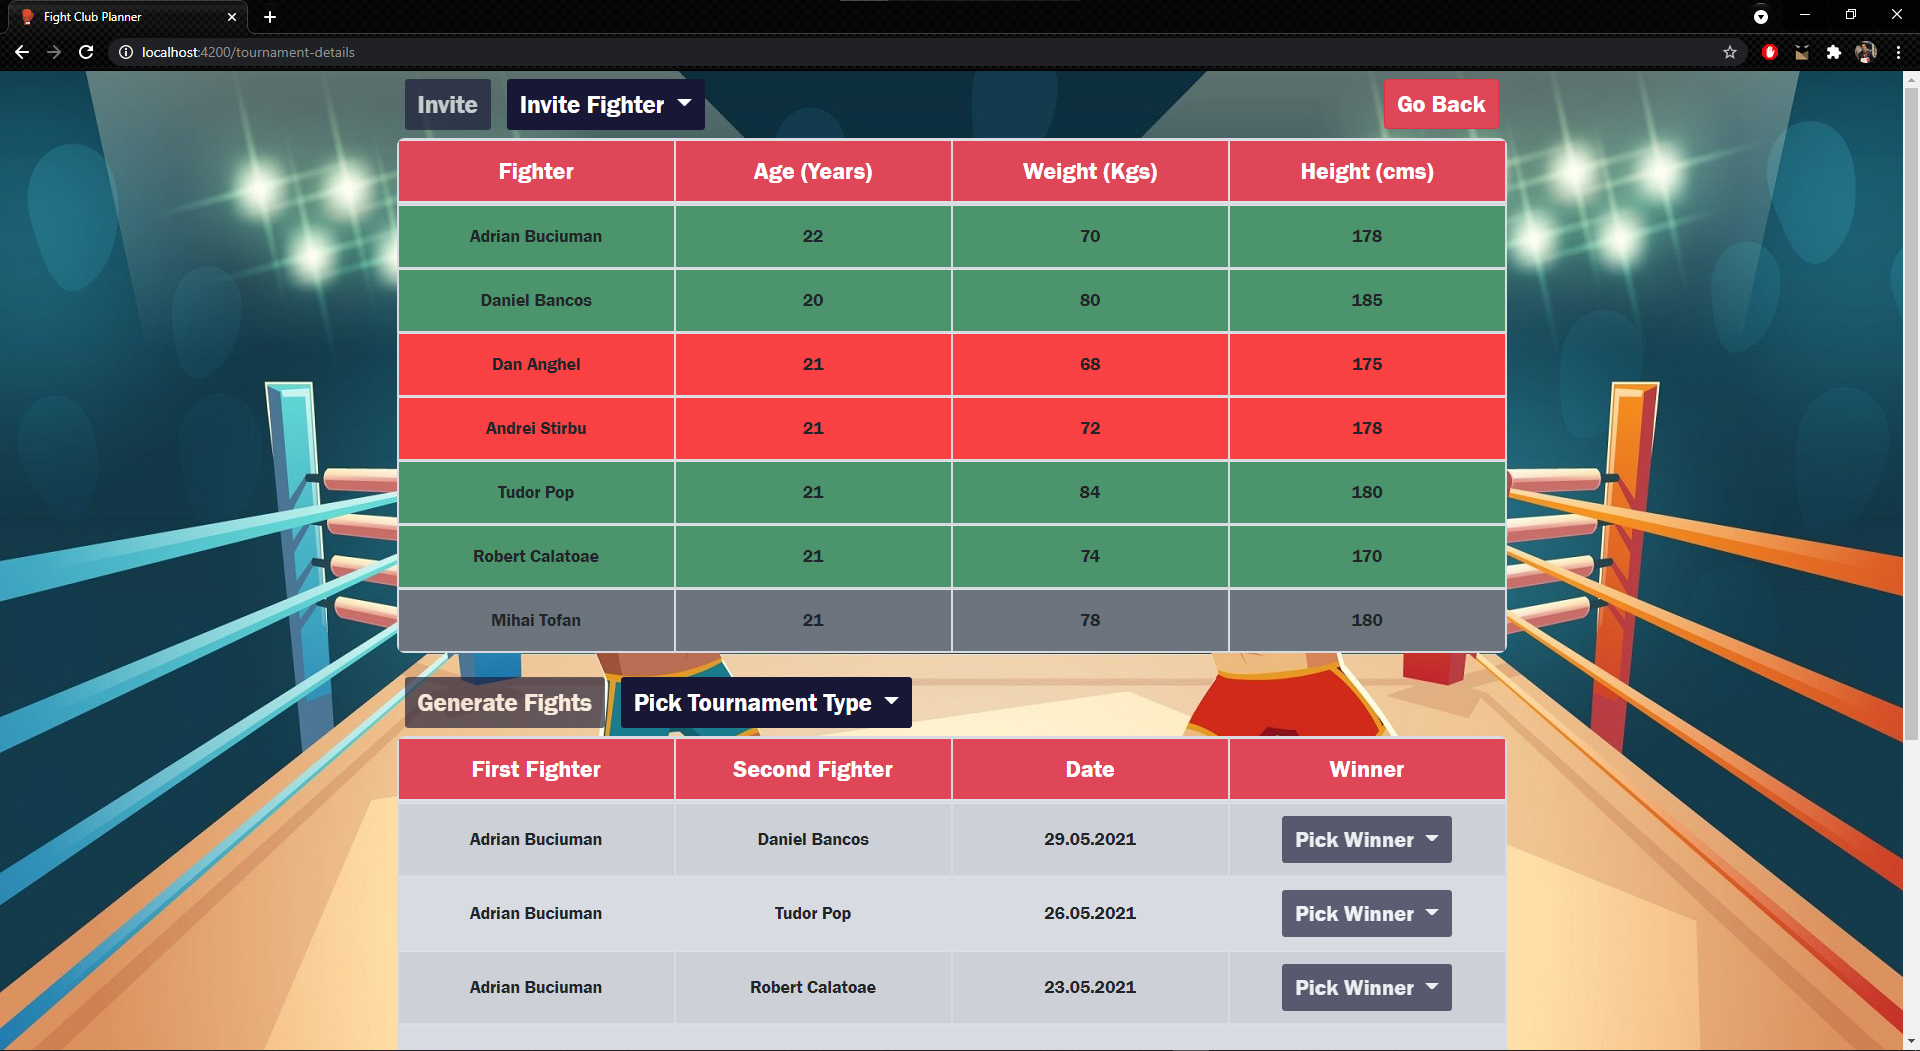 Fight Club Planner
localhost:4200/tournament-details
Invite Invite Fighter Go Back
Fighter Age (Years) Weight (Kgs) Height (cms)
Adrian Buciuman 22 70 178
Daniel Bancos 20 80 185
Dan Anghel 21 68 175
Andrei Stirbu 21 72 178
Tudor Pop 21 84 180
Robert Calatoae 21 74 170
Mihai Tofan 21 78 180
Generate Fights Pick Tournament Type
First Fighter Second Fighter Date Winner
Adrian Buciuman Daniel Bancos 29.05.2021 Pick Winner
Adrian Buciuman Tudor Pop 26.05.2021 Pick Winner
Adrian Buciuman Robert Calatoae 23.05.2021 Pick Winner